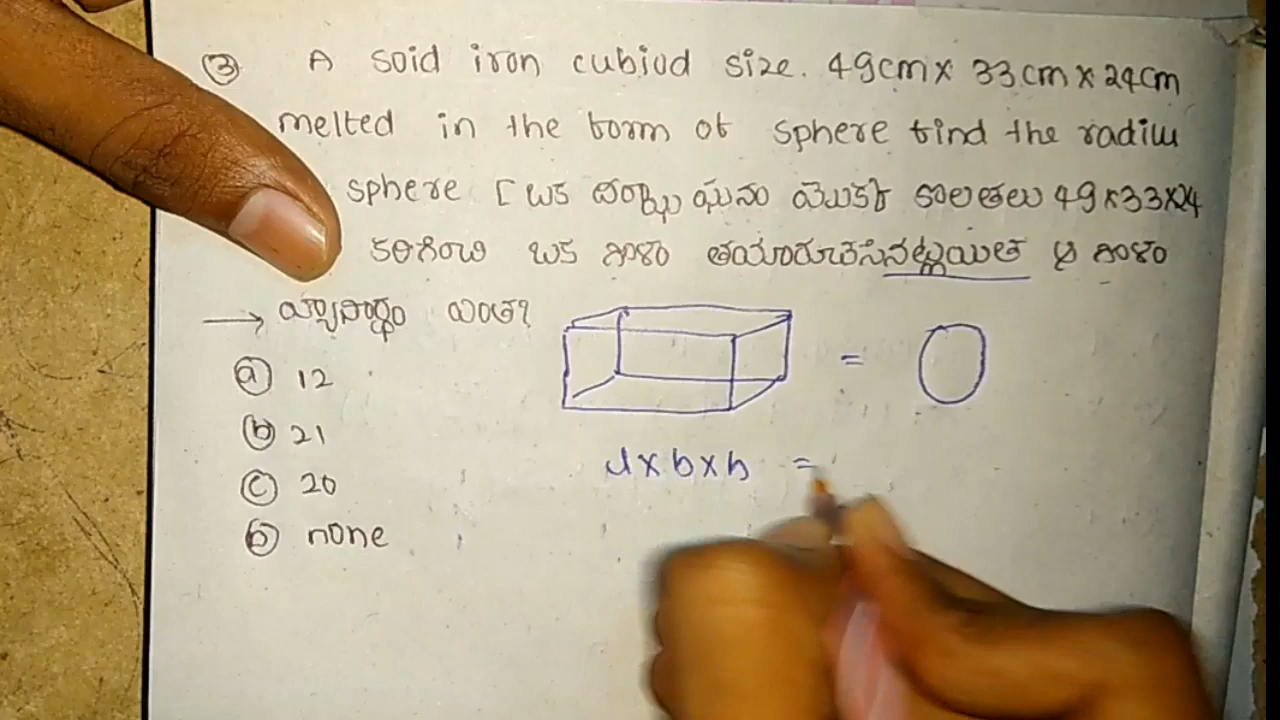 ③ A soid iron cubiod size. 49cm x 33cm x 24cm
melted in the form of sphere find the radiu
sphere [ ఒక దీర్ఘ ఘనం యొక్క కొలతలు 49x33x24
కరిగించి ఒక గోళం తయారుచేసినట్లయితే ఆ గోళం
→ వ్యాసార్థం ఎంత?
ⓐ 12
ⓑ 21
ⓒ 20
ⓓ none
=
l x b x h =